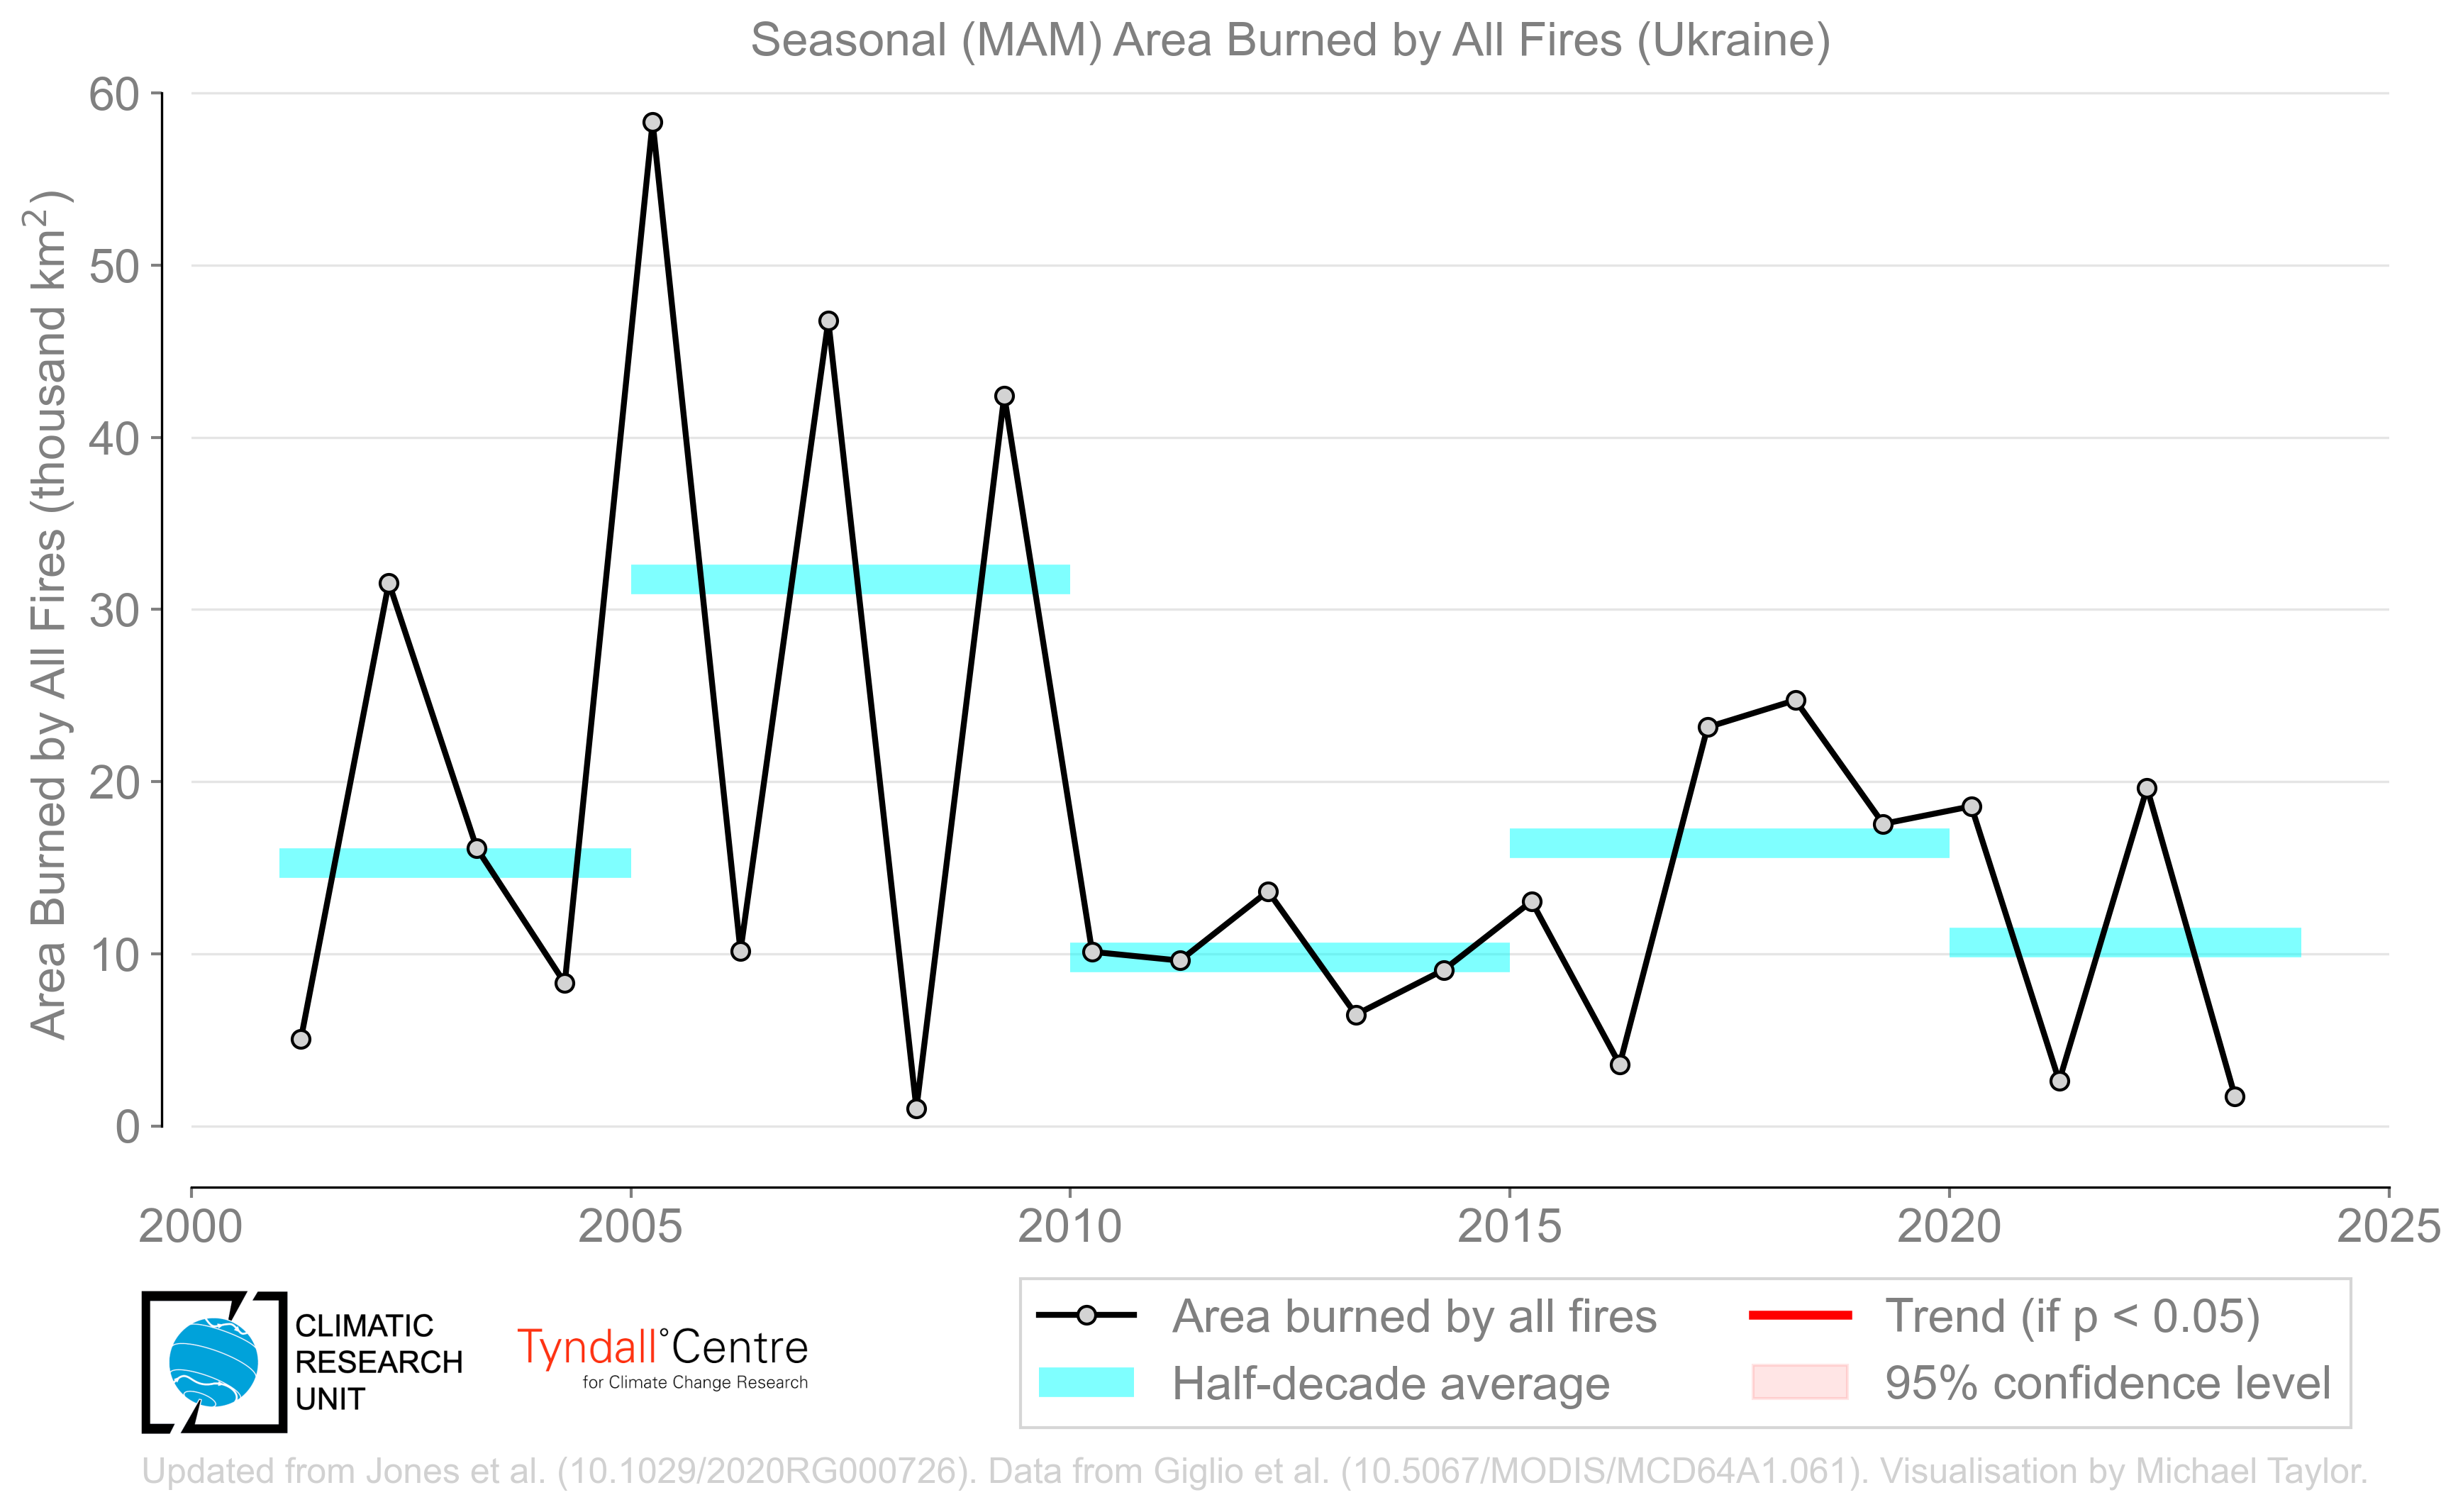 Seasonal (MAM) Area Burned by All Fires (Ukraine)
Area Burned by All Fires (thousand km²)
60
50
40
30
20
10
0
2000 2005 2010 2015 2020 2025
CLIMATIC
RESEARCH
UNIT
Tyndall°Centre
for Climate Change Research
Area burned by all fires
Half-decade average
Trend (if p < 0.05)
95% confidence level
Updated from Jones et al. (10.1029/2020RG000726). Data from Giglio et al. (10.5067/MODIS/MCD64A1.061). Visualisation by Michael Taylor.